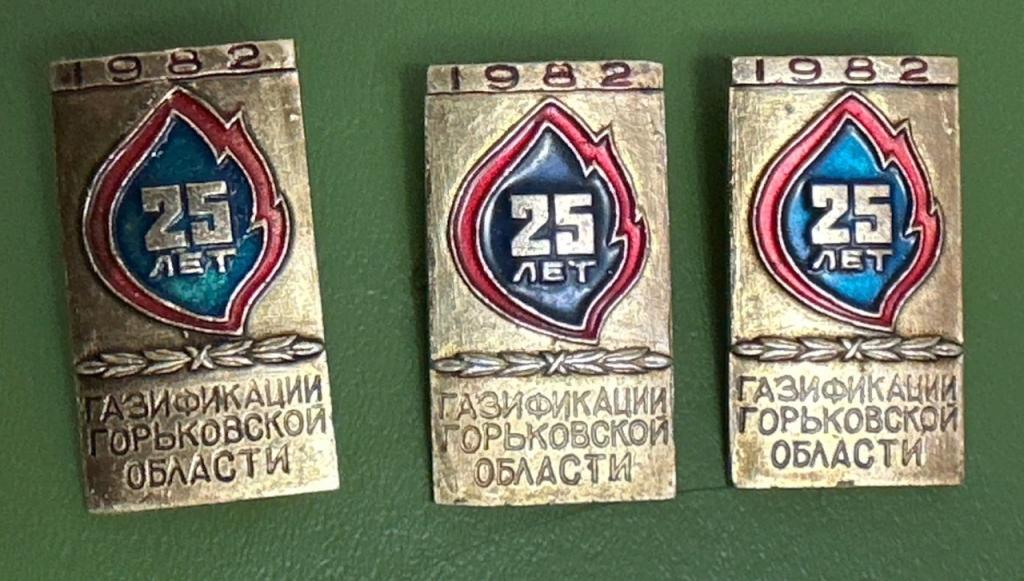 1982
25
ЛЕТ
ГАЗИФИКАЦИИ
ГОРЬКОВСКОЙ
ОБЛАСТИ
1982
25
ЛЕТ
ГАЗИФИКАЦИИ
ГОРЬКОВСКОЙ
ОБЛАСТИ
1982
25
ЛЕТ
ГАЗИФИКАЦИИ
ГОРЬКОВСКОЙ
ОБЛАСТИ